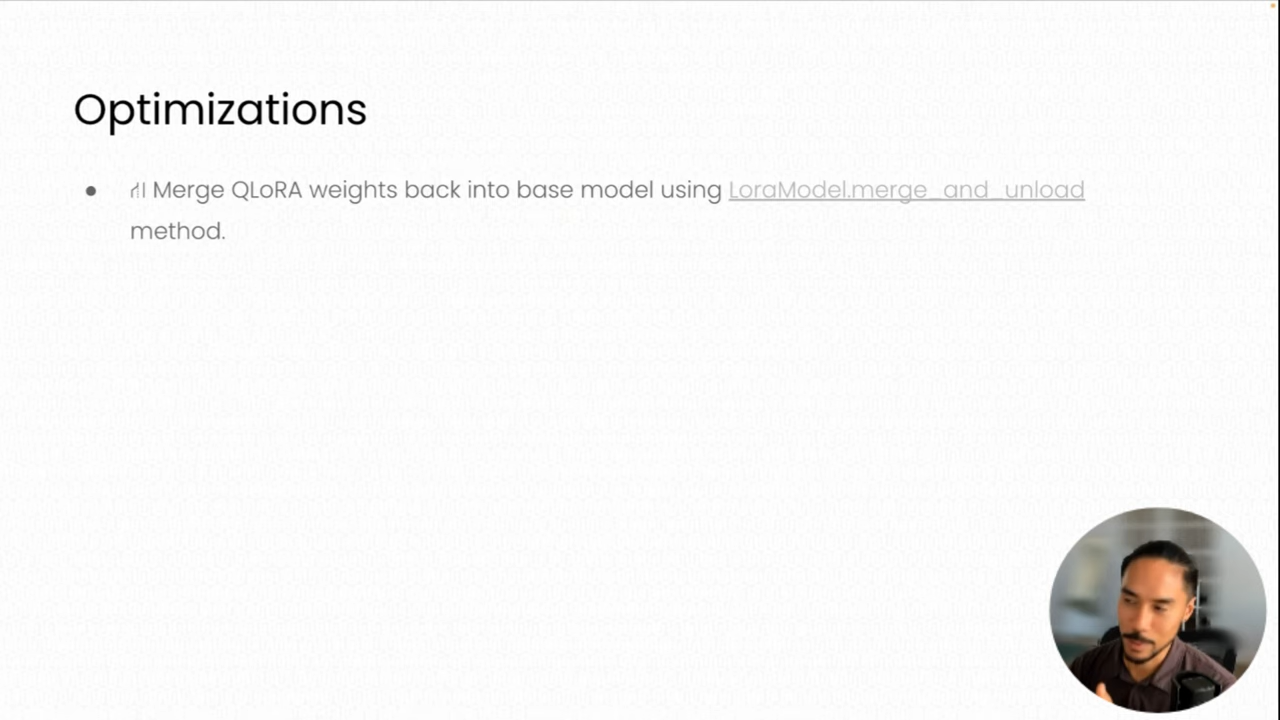 Optimizations
● Merge QLoRA weights back into base model using LoraModel.merge_and_unload
method.